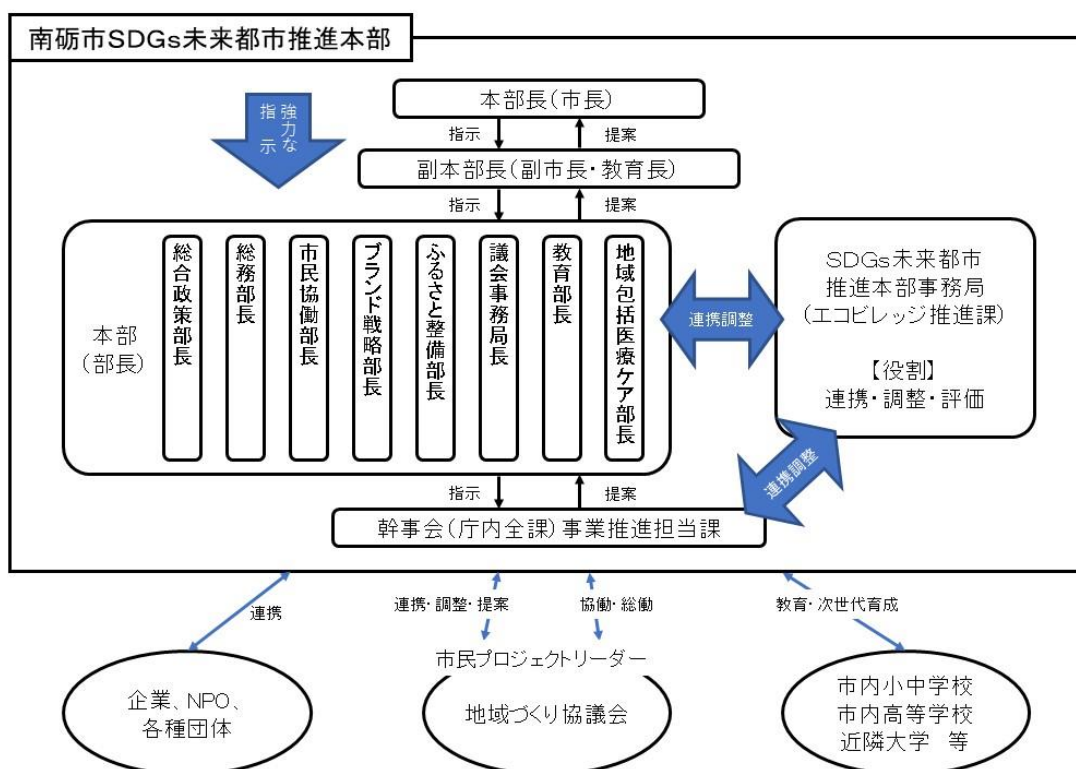 南砺市SDGs未来都市推進本部
強力な
指示
本部長(市長)
指示
提案
副本部長(副市長・教育長)
指示
提案
本部
(部長)
総合政策部長
総務部長
市民協働部長
ブランド戦略部長
ふるさと整備部長
議会事務局長
教育部長
地域包括医療ケア部長
連携調整
SDGs未来都市
推進本部事務局
(エコビレッジ推進課)
【役割】
連携・調整・評価
連携調整
指示
提案
幹事会(庁内全課)事業推進担当課
連携
連携・調整・提案
協働・総働
教育・次世代育成
企業、NPO、
各種団体
市民プロジェクトリーダー
地域づくり協議会
市内小中学校
市内高等学校
近隣大学 等